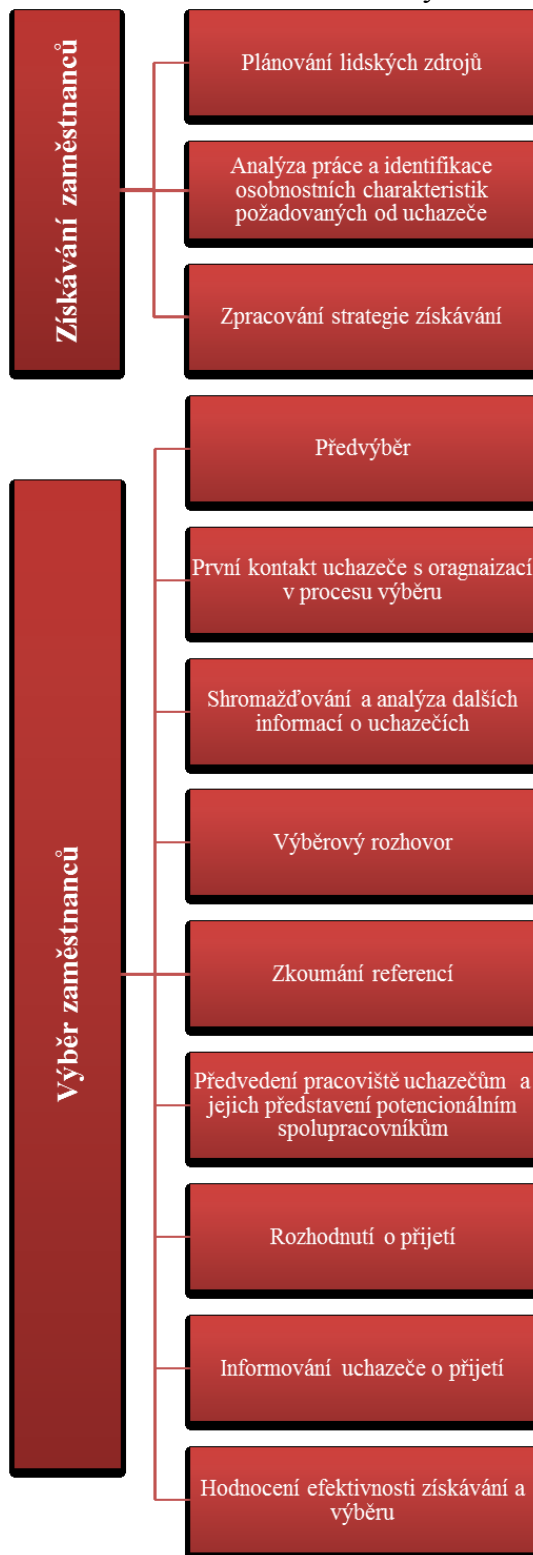 Získávání zaměstnanců
Plánování lidských zdrojů
Analýza práce a identifikace
osobnostních charakteristik
požadovaných od uchazeče
Zpracování strategie získávání
Výběr zaměstnanců
Předvýběr
První kontakt uchazeče s oragnaizací
v procesu výběru
Shromažďování a analýza dalších
informací o uchazečích
Výběrový rozhovor
Zkoumání referencí
Předvedení pracoviště uchazečům a
jejich představení potencionálním
spolupracovníkům
Rozhodnutí o přijetí
Informování uchazeče o přijetí
Hodnocení efektivnosti získávání a
výběru